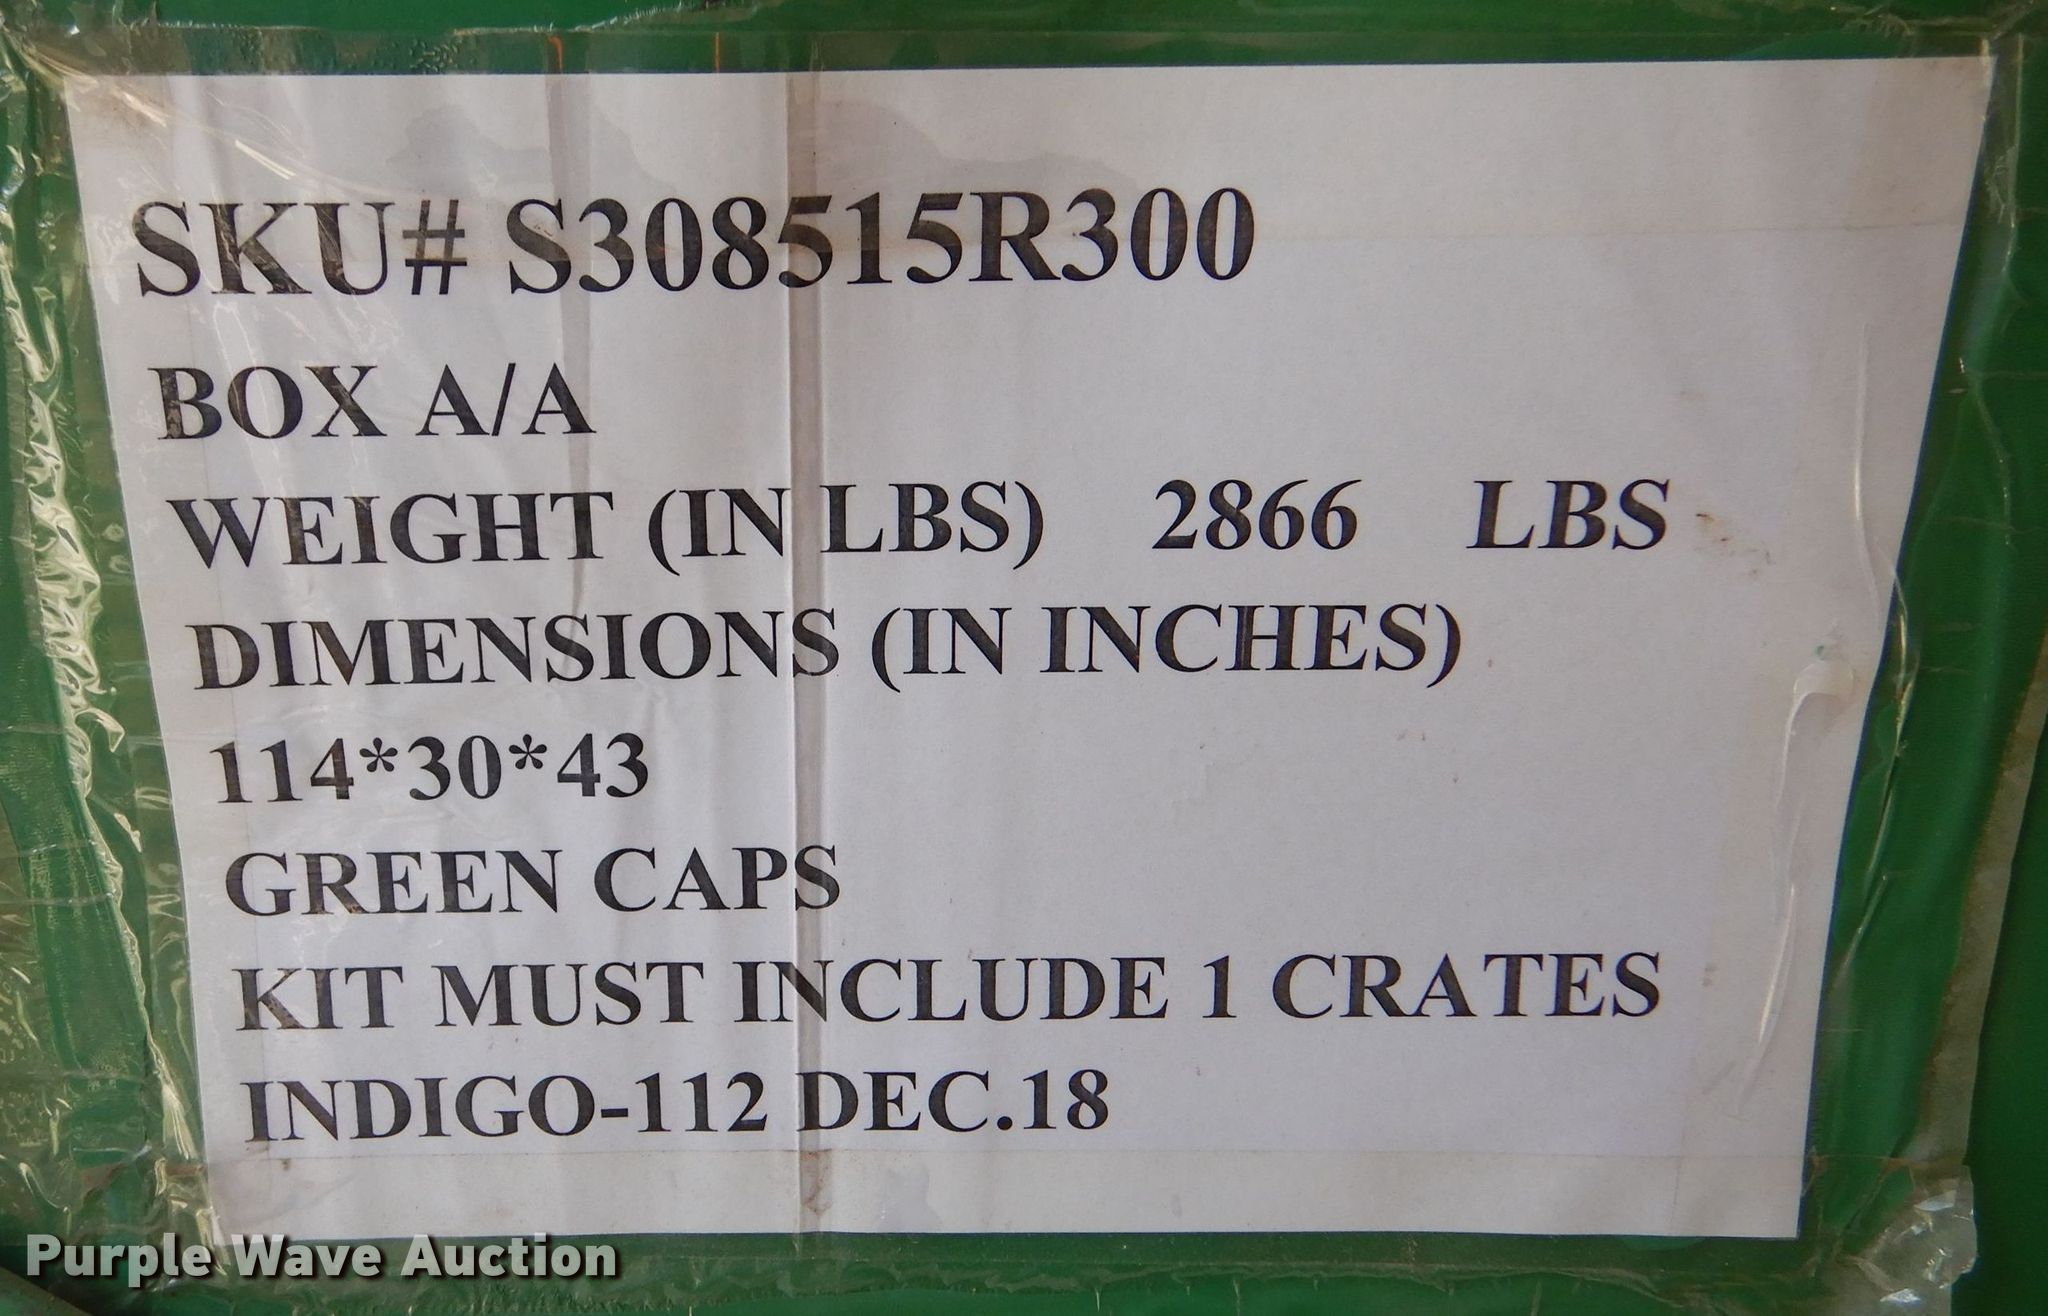 SKU# S308515R300
BOX A/A
WEIGHT (IN LBS) 2866 LBS
DIMENSIONS (IN INCHES)
114*30*43
GREEN CAPS
KIT MUST INCLUDE 1 CRATES
INDIGO-112 DEC.18
Purple Wave Auction